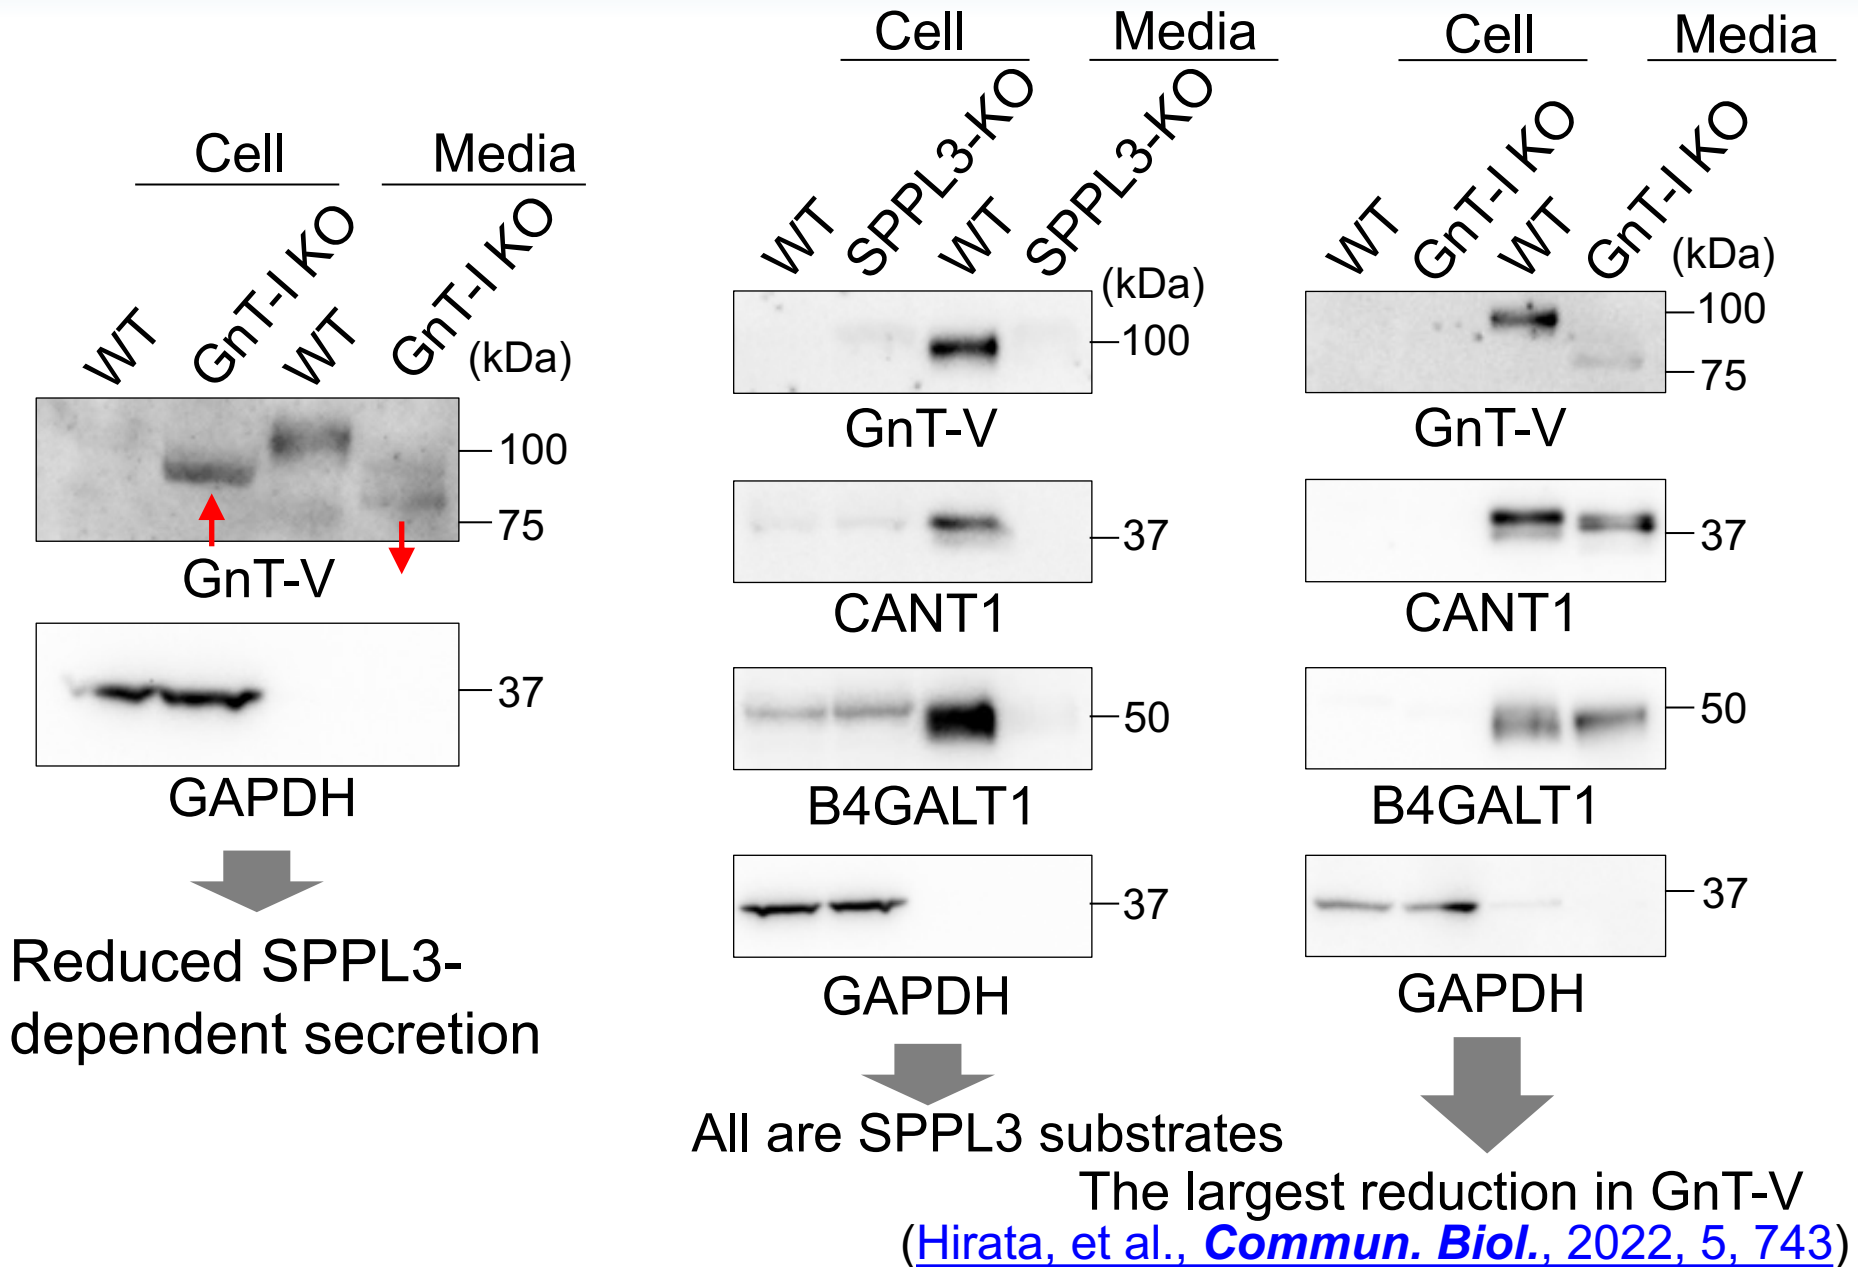 Cell Media
WT GnT-I KO WT GnT-I KO (kDa)
100
75
GnT-V
37
GAPDH
Reduced SPPL3-
dependent secretion
Cell Media
WT SPPL3-KO WT SPPL3-KO (kDa)
100
GnT-V
37
CANT1
50
B4GALT1
37
GAPDH
All are SPPL3 substrates
Cell Media
WT GnT-I KO WT GnT-I KO (kDa)
100
75
GnT-V
37
CANT1
50
B4GALT1
37
GAPDH
The largest reduction in GnT-V
(Hirata, et al., Commun. Biol., 2022, 5, 743)